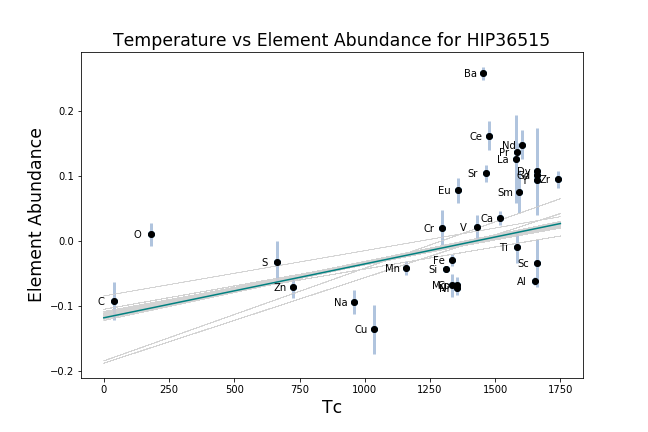 Temperature vs Element Abundance for HIP36515
Element Abundance
0.2
0.1
0.0
−0.1
−0.2
Ba
Ce
Nd
Pr
La
Sr
Dy
Zr
Eu
Sm
Ca
V
Cr
O
Ti
S
Fe
Mn
Si
Sc
Zn
Al
C
Na
Cu
0
250
500
750
1000
1250
1500
1750
Tc